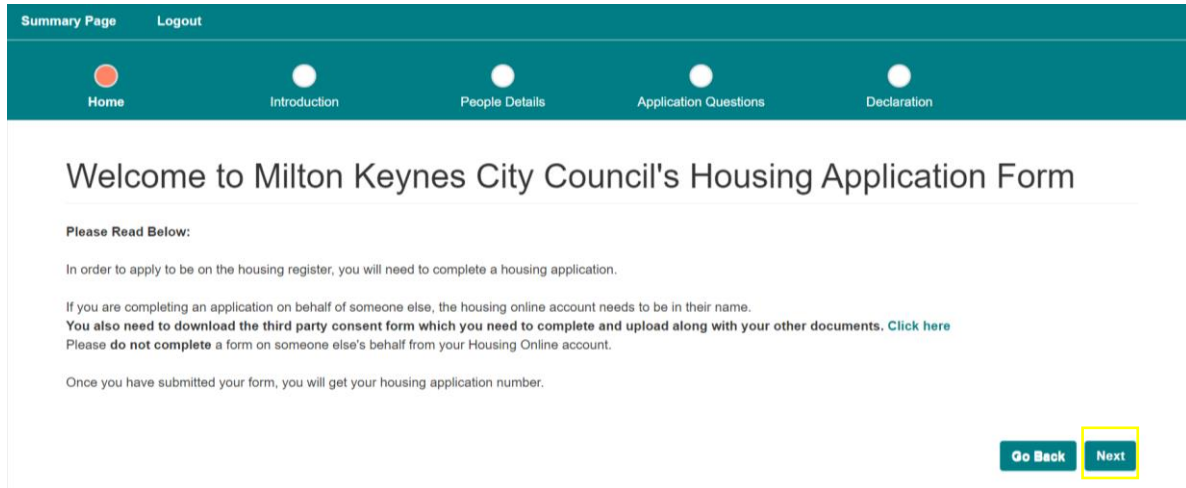 Summary Page Logout
Home Introduction People Details Application Questions Declaration
Welcome to Milton Keynes City Council's Housing Application Form
Please Read Below:
In order to apply to be on the housing register, you will need to complete a housing application.
If you are completing an application on behalf of someone else, the housing online account needs to be in their name.
You also need to download the third party consent form which you need to complete and upload along with your other documents. Click here
Please do not complete a form on someone else's behalf from your Housing Online account.
Once you have submitted your form, you will get your housing application number.
Go Back Next